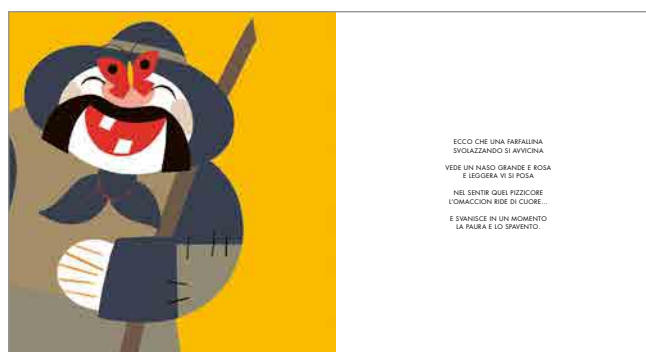 ECCO CHE UNA FARFALLINA
SVOLAZZANDO SI AVVICINA
VEDE UN NASO GRANDE E ROSA
E LEGGERA VI SI POSA
NEL SENTIR QUEL PIZZICORE
L'OMACCION RIDE DI CUORE...
E SVANISCE IN UN MOMENTO
LA PAURA E LO SPAVENTO.